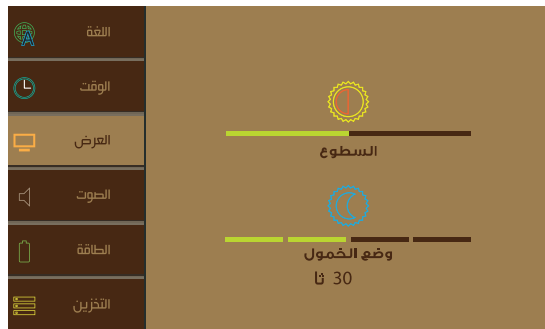 اللغة
الوقت
العرض
الصوت
الطاقة
التخزين
السطوع
وضع الخمول
30 ثا